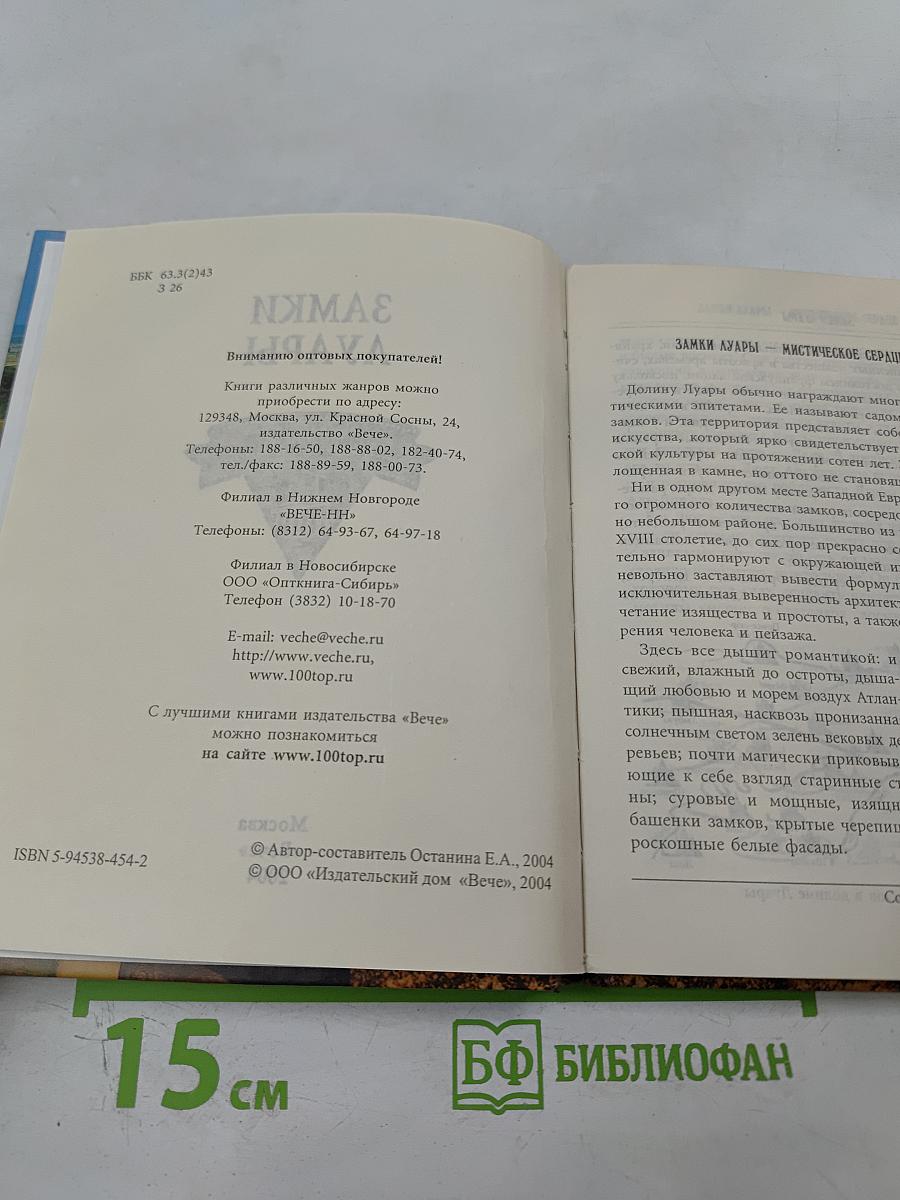 ББК 63.3(2)43
З 26
ЗАМКИ
ЛУАРЫ
Вниманию оптовых покупателей!
Книги различных жанров можно
приобрести по адресу:
129348, Москва, ул. Красной Сосны, 24,
издательство «Вече».
Телефоны: 188-16-50, 188-88-02, 182-40-74,
тел./факс: 188-89-59, 188-00-73.
Филиал в Нижнем Новгороде
«ВЕЧЕ-НН»
Телефоны: (8312) 64-93-67, 64-97-18
Филиал в Новосибирске
ООО «Опткнига-Сибирь»
Телефон (3832) 10-18-70
E-mail: veche@veche.ru
http://www.veche.ru,
www.100top.ru
С лучшими книгами издательства «Вече»
можно познакомиться
на сайте www.100top.ru
Москва
ISBN 5-94538-454-2
© Автор-составитель Останина Е.А., 2004
© ООО «Издательский дом «Вече», 2004
ЗАМКИ ЛУАРЫ — МИСТИЧЕСКОЕ СЕРДЦ
Долину Луары обычно награждают мног
тическими эпитетами. Ее называют садом
замков. Эта территория представляет собо
искусства, который ярко свидетельствует
ской культуры на протяжении сотен лет.
лощенная в камне, но оттого не становящ
Ни в одном другом месте Западной Евр
го огромного количества замков, сосредо
но небольшом районе. Большинство из
XVIII столетие, до сих пор прекрасно со
тельно гармонируют с окружающей и
невольно заставляют вывести формул
исключительная выверенность архитект
четание изящества и простоты, а также
рения человека и пейзажа.
Здесь все дышит романтикой: и
свежий, влажный до остроты, дыша-
щий любовью и морем воздух Атлан-
тики; пышная, насквозь пронизанна
солнечным светом зелень вековых де
ревьев; почти магически приковыв
ающие к себе взгляд старинные ст
ны; суровые и мощные, изящн
башенки замков, крытые черепиц
роскошные белые фасады.
Со
15 см
БФ БИБЛИОФАН